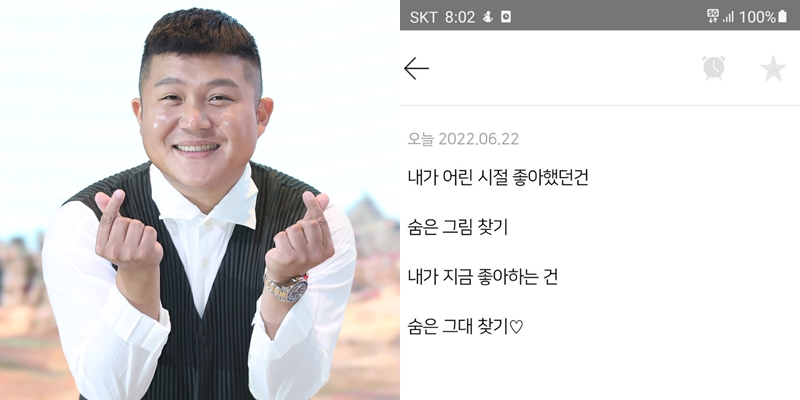 SKT 8:02 5G 100%
오늘 2022.06.22
내가 어린 시절 좋아했던건
숨은 그림 찾기
내가 지금 좋아하는 건
숨은 그대 찾기♡